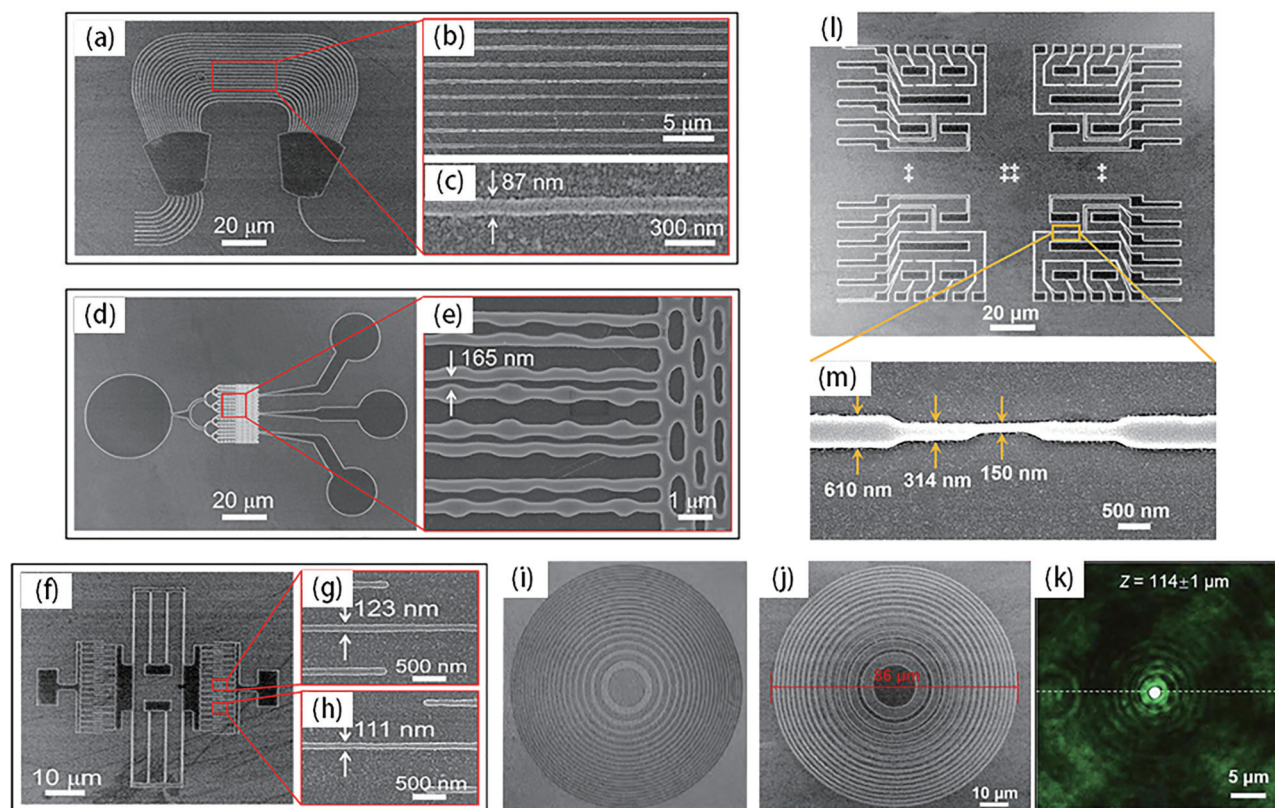 (a)
20 μm
(b)
5 μm
(c)
87 nm
300 nm
(d)
20 μm
(e)
165 nm
1 μm
(f)
10 μm
(g)
123 nm
500 nm
(h)
111 nm
500 nm
(i)
(j)
86 μm
10 μm
(k)
Z = 114±1 μm
5 μm
(l)
20 μm
(m)
610 nm
314 nm
150 nm
500 nm